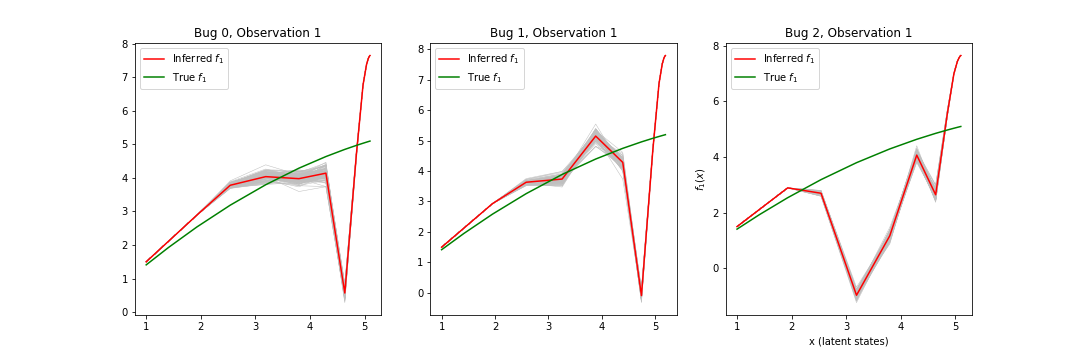 Bug 0, Observation 1
Inferred f₁
True f₁
8
7
6
5
4
3
2
1
0
1 2 3 4 5
Bug 1, Observation 1
Inferred f₁
True f₁
7
6
5
4
3
2
1
0
1 2 3 4 5
Bug 2, Observation 1
Inferred f₁
True f₁
f₁(x)
8
6
4
2
0
1 2 3 4 5
x (latent states)